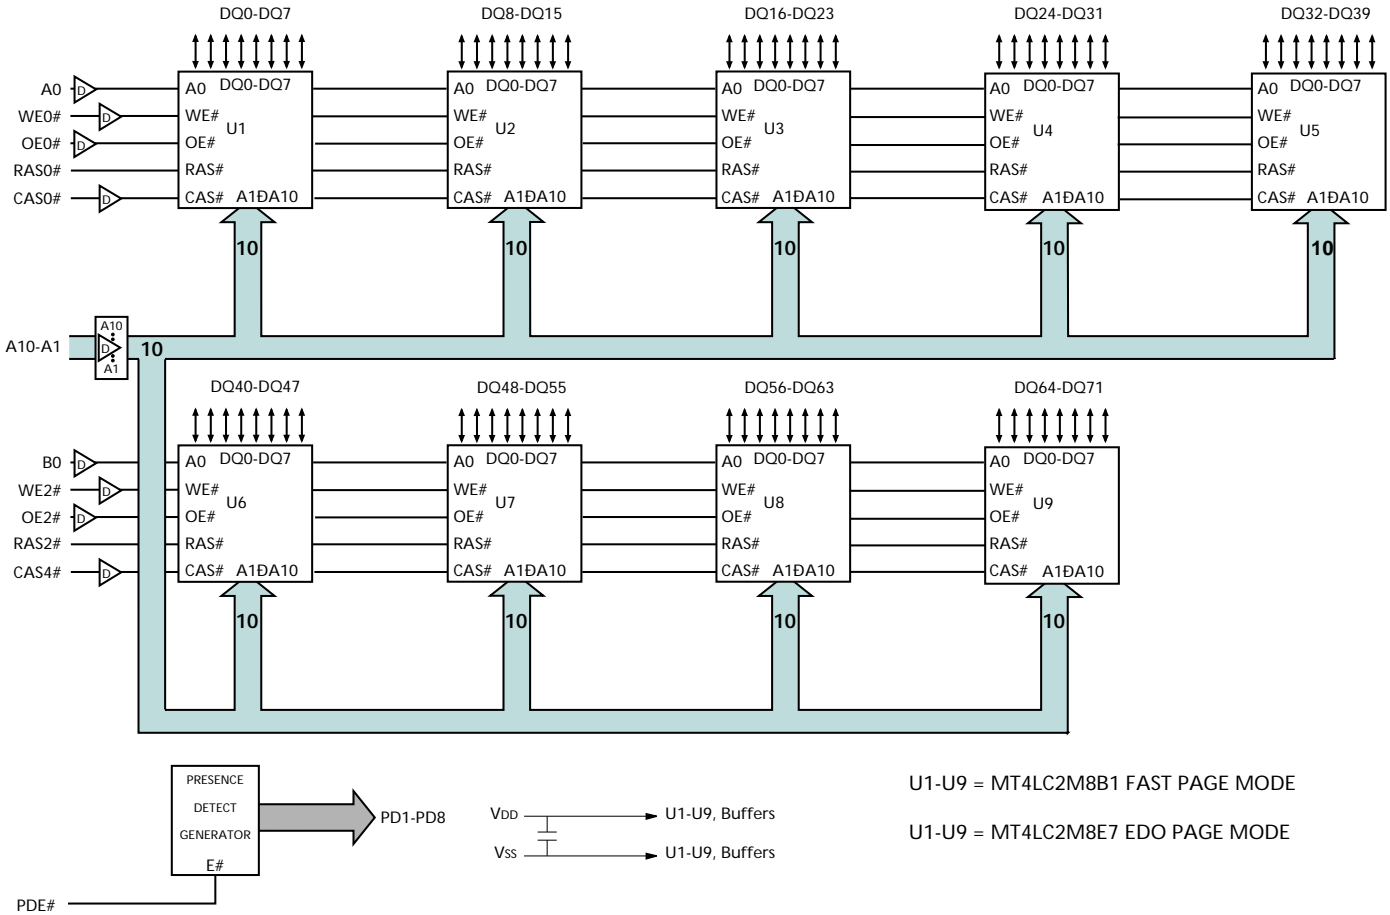 DQ0-DQ7 DQ8-DQ15 DQ16-DQ23 DQ24-DQ31 DQ32-DQ39
A0 D A0 DQ0-DQ7 A0 DQ0-DQ7 A0 DQ0-DQ7 A0 DQ0-DQ7 A0 DQ0-DQ7
WE0# D WE# U1 WE# U2 WE# U3 WE# U4 WE# U5
OE0# D OE# OE# OE# OE# OE#
RAS0# RAS# RAS# RAS# RAS# RAS#
CAS0# D CAS# A1ÐA10 CAS# A1ÐA10 CAS# A1ÐA10 CAS# A1ÐA10 CAS# A1ÐA10
10 10 10 10 10
A10
A10-A1 D 10
A1
DQ40-DQ47 DQ48-DQ55 DQ56-DQ63 DQ64-DQ71
B0 D A0 DQ0-DQ7 A0 DQ0-DQ7 A0 DQ0-DQ7 A0 DQ0-DQ7
WE2# D WE# U6 WE# U7 WE# U8 WE# U9
OE2# D OE# OE# OE# OE#
RAS2# RAS# RAS# RAS# RAS#
CAS4# D CAS# A1ÐA10 CAS# A1ÐA10 CAS# A1ÐA10 CAS# A1ÐA10
10 10 10 10
PRESENCE
DETECT
GENERATOR
E#
PD1-PD8
PDE#
VDD U1-U9, Buffers
VSS U1-U9, Buffers
U1-U9 = MT4LC2M8B1 FAST PAGE MODE
U1-U9 = MT4LC2M8E7 EDO PAGE MODE